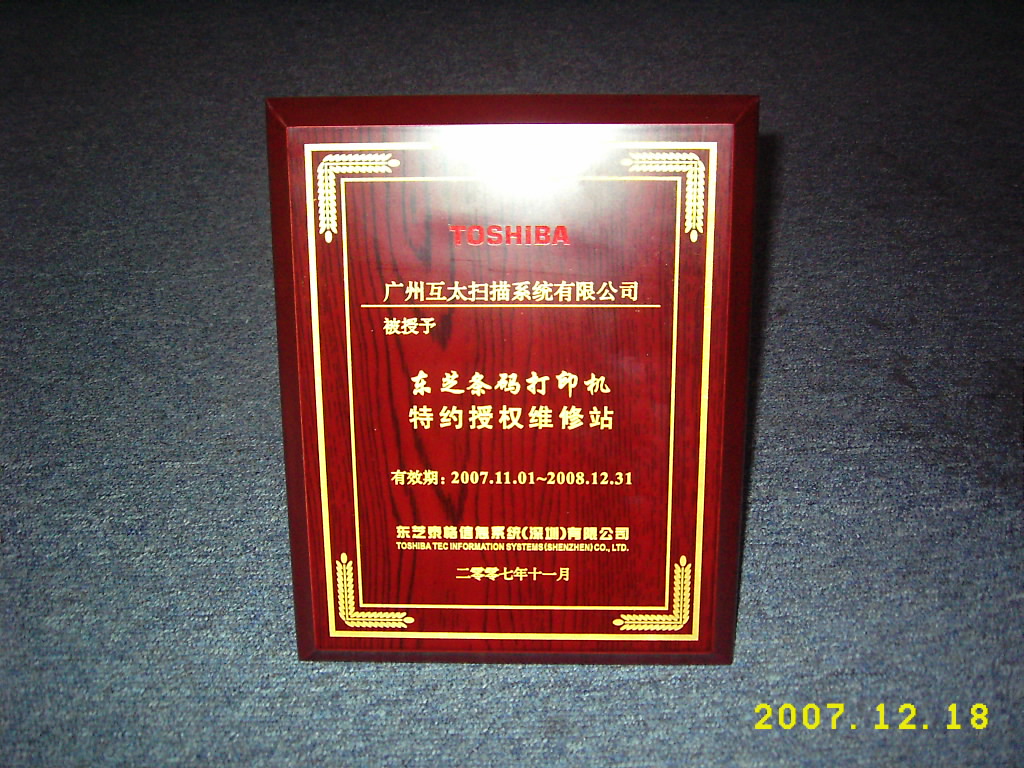 TOSHIBA
广州互太扫描系统有限公司
被授予
东芝条码打印机
特约授权维修站
有效期：2007.11.01~2008.12.31
东芝泰格信息系统(深圳)有限公司
TOSHIBA TEC INFORMATION SYSTEMS(SHENZHEN) CO., LTD.
二零零七年十一月
2007.12.18